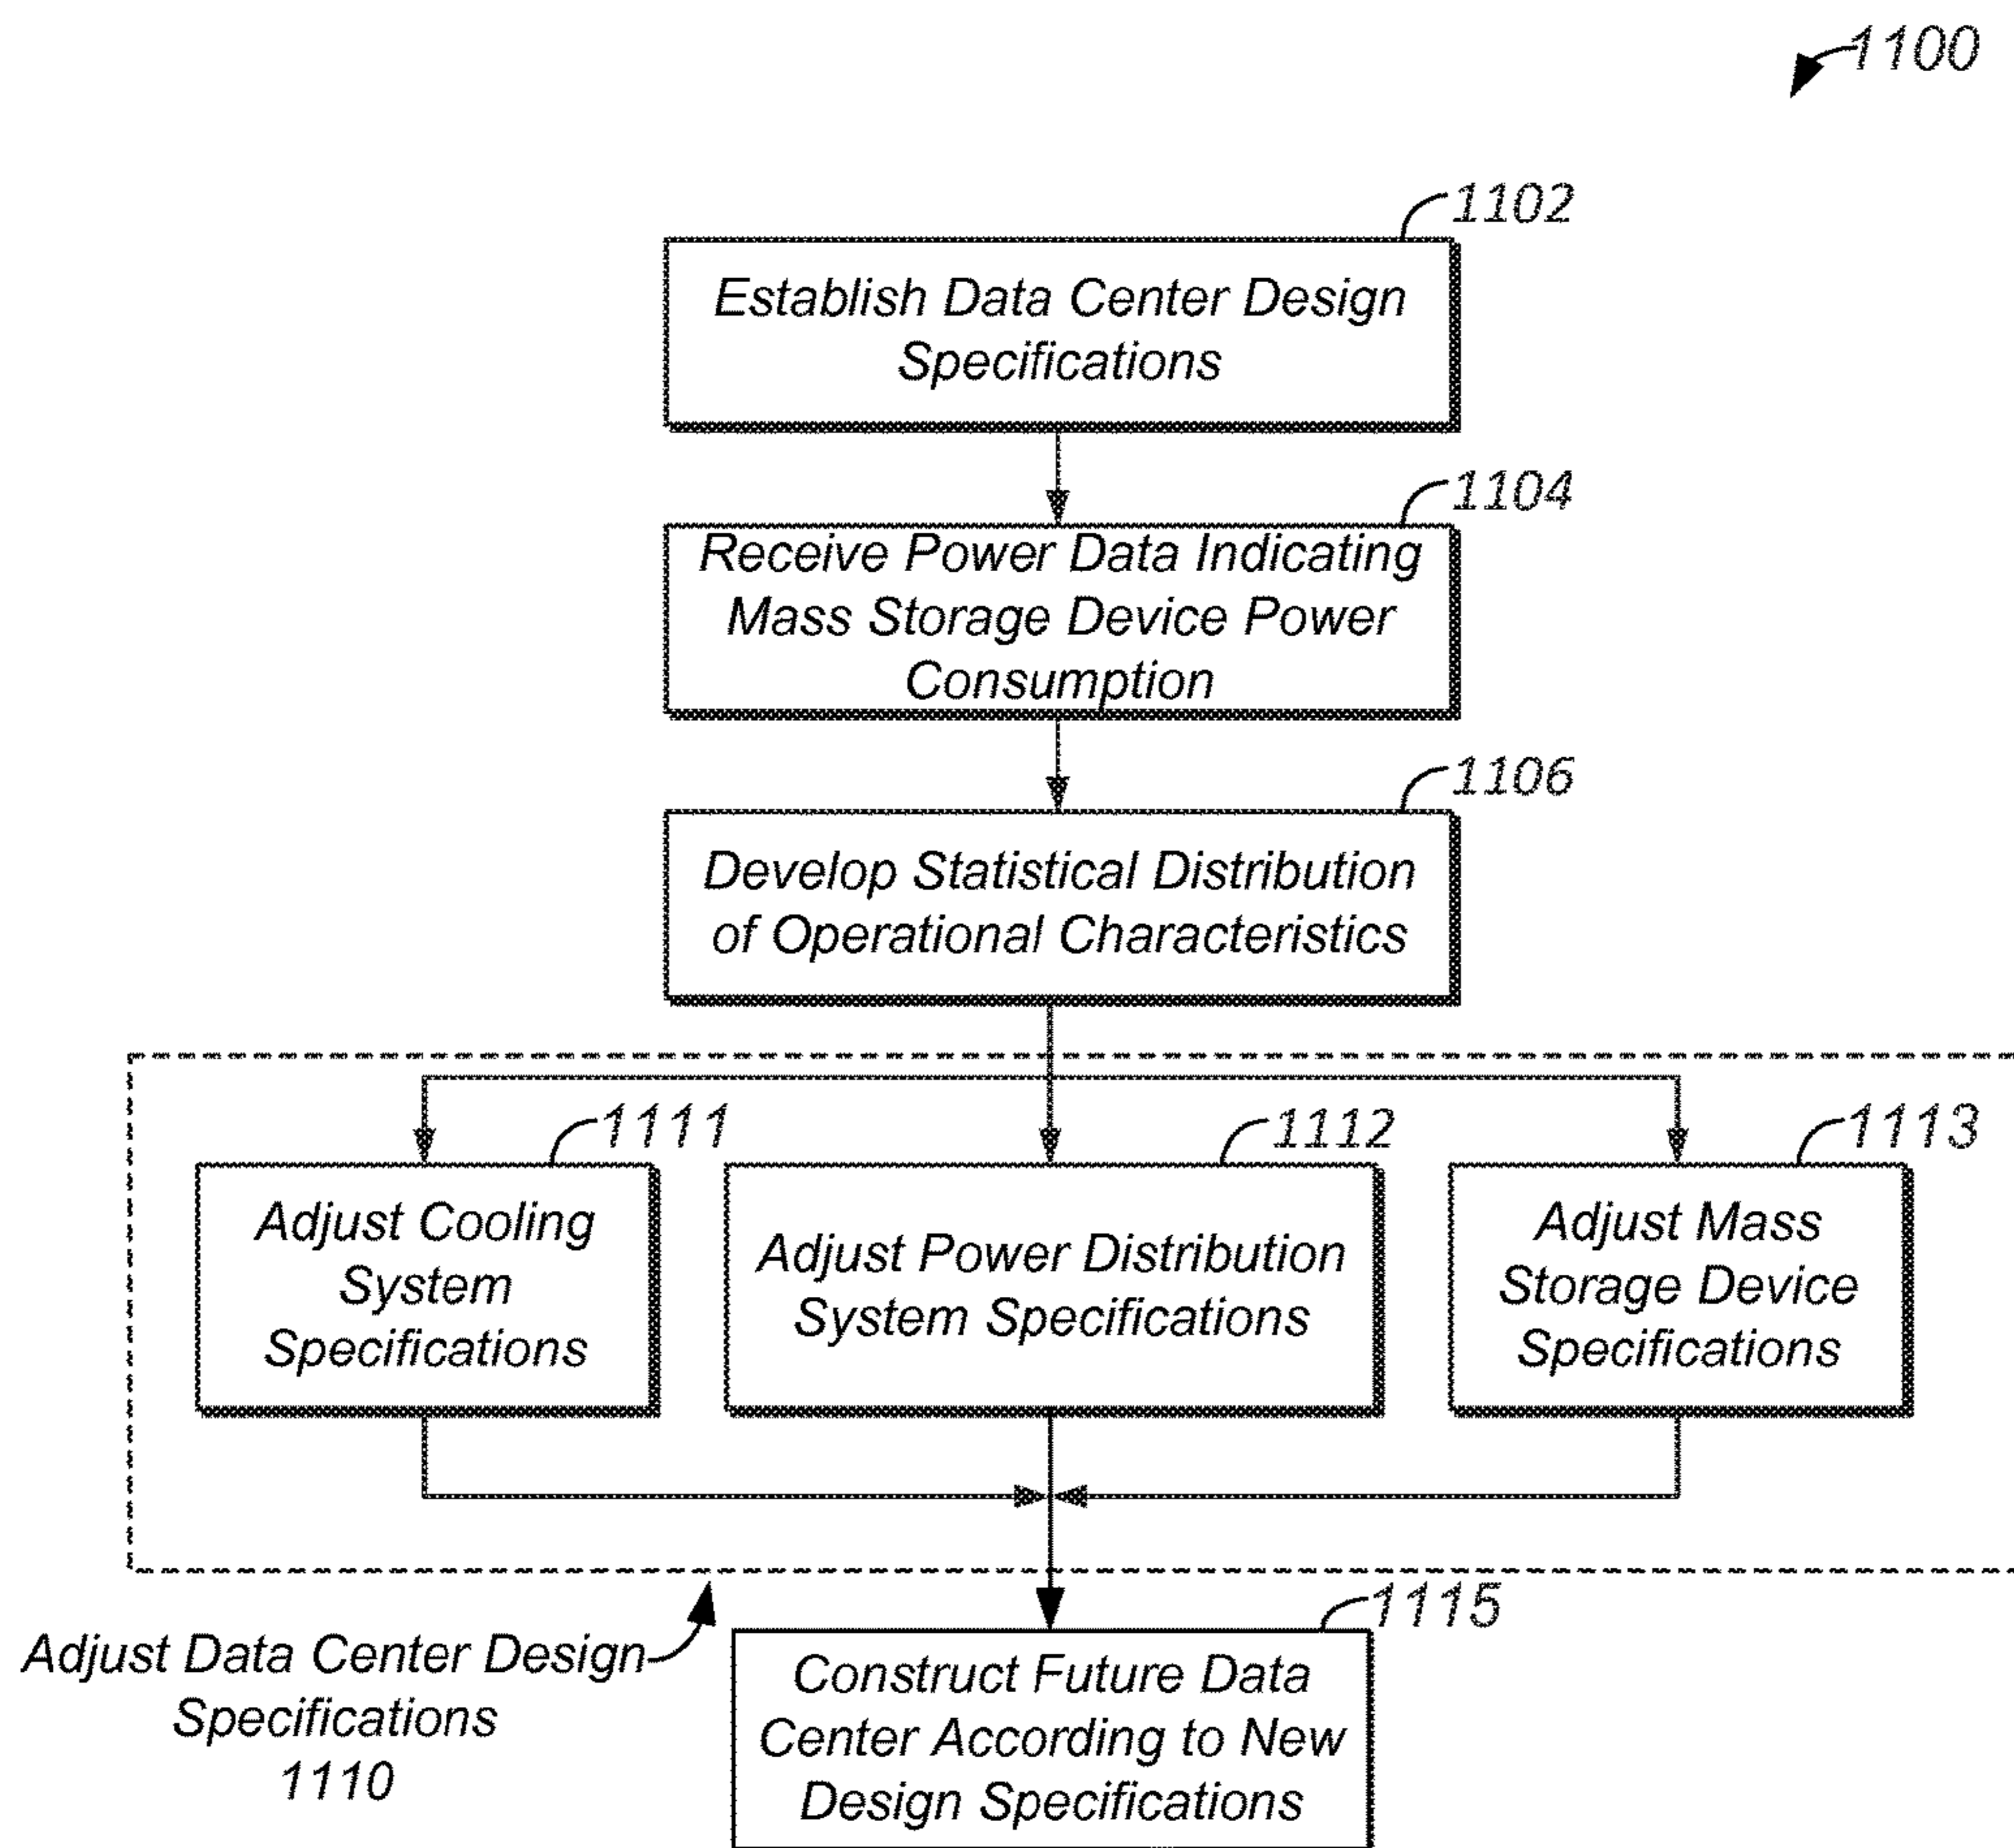 1100
1102
Establish Data Center Design
Specifications
1104
Receive Power Data Indicating
Mass Storage Device Power
Consumption
1106
Develop Statistical Distribution
of Operational Characteristics
1111
Adjust Cooling
System
Specifications
1112
Adjust Power Distribution
System Specifications
1113
Adjust Mass
Storage Device
Specifications
Adjust Data Center Design
Specifications
1110
1115
Construct Future Data
Center According to New
Design Specifications